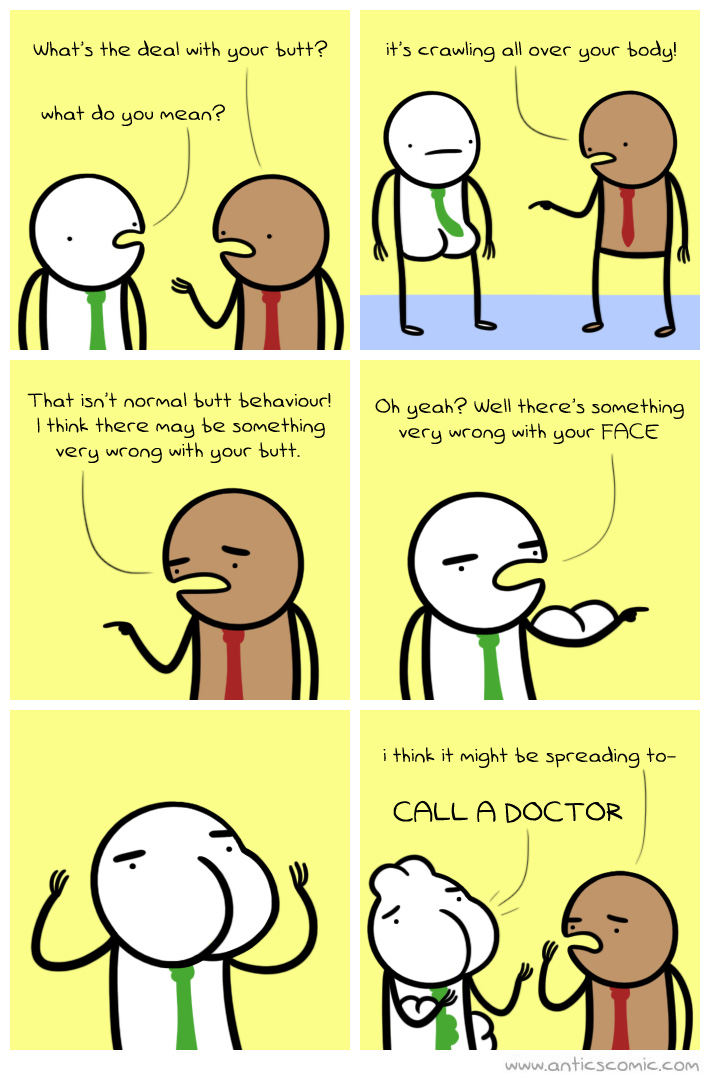 What's the deal with your butt?
what do you mean?
it's crawling all over your body!
That isn't normal butt behaviour!
I think there may be something
very wrong with your butt.
Oh yeah? Well there's something
very wrong with your FACE
i think it might be spreading to-
CALL A DOCTOR
www.anticscomic.com